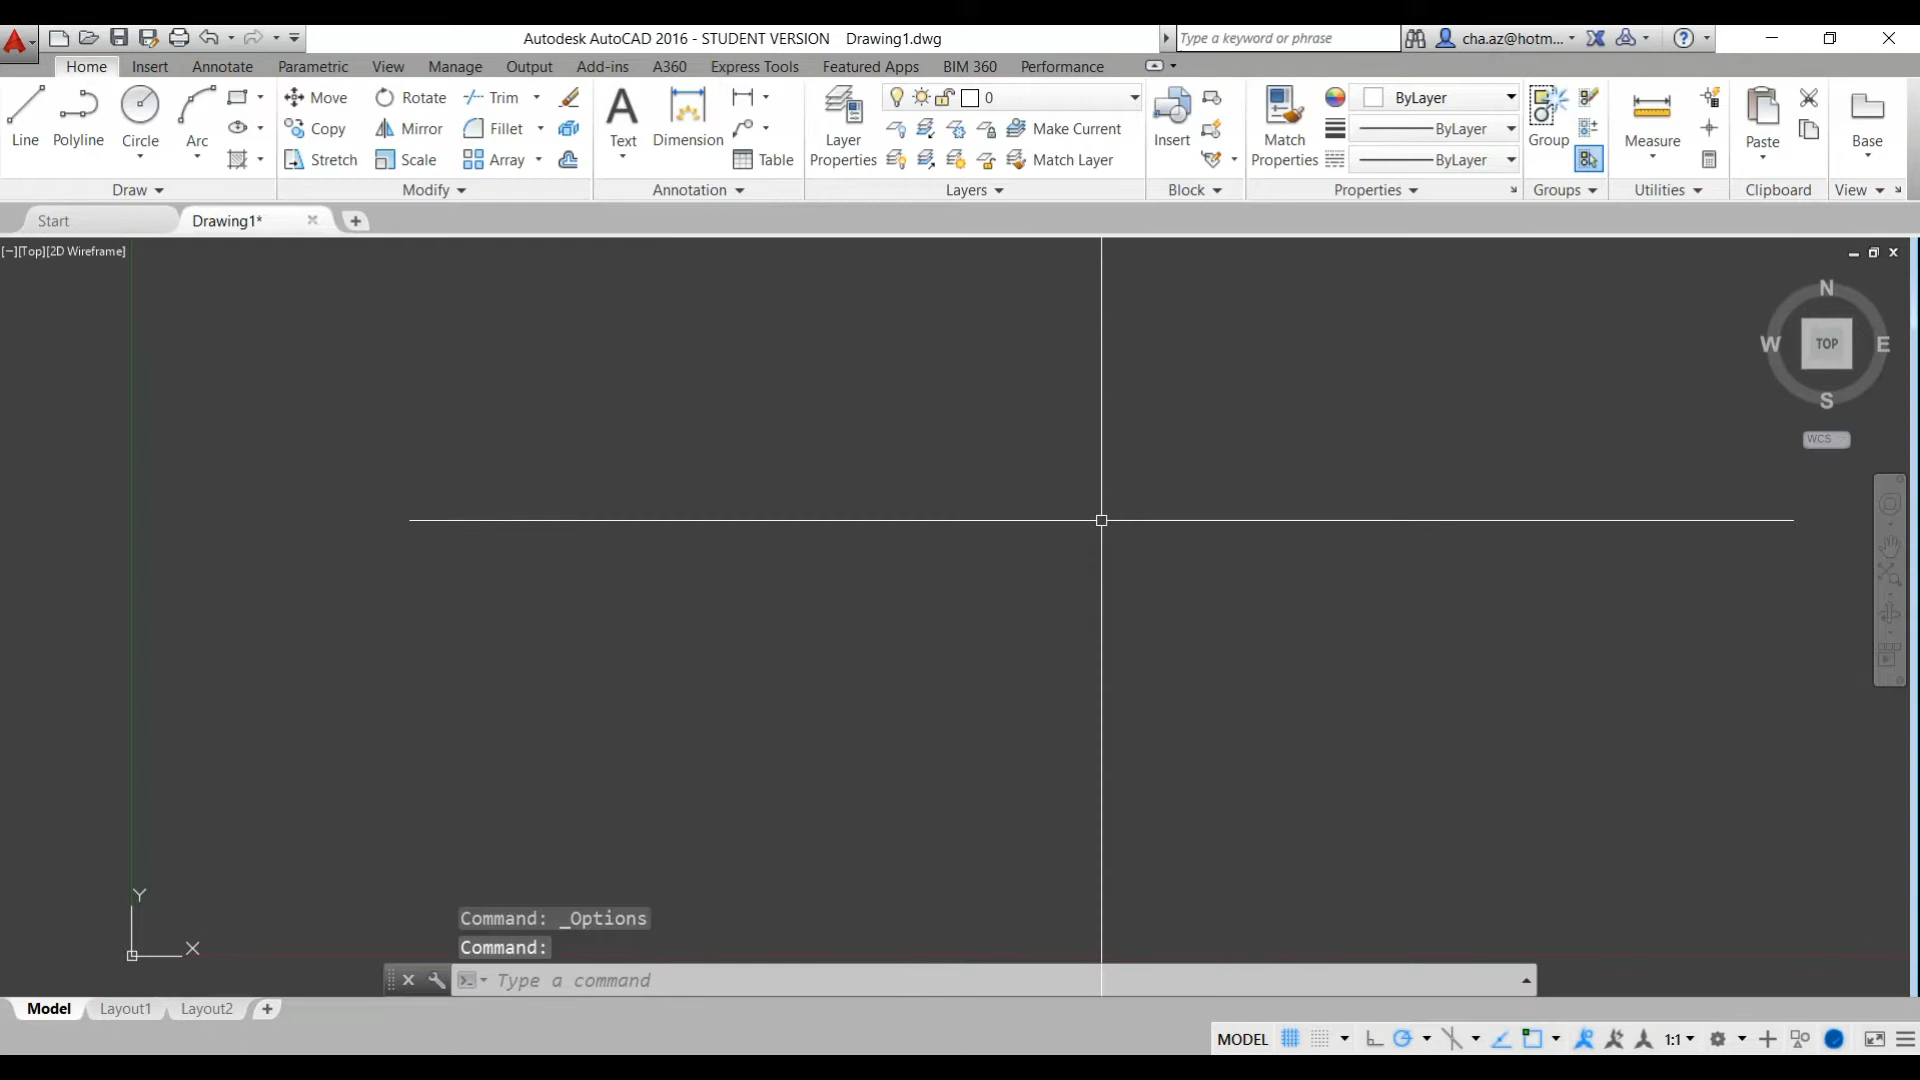 Autodesk AutoCAD 2016 - STUDENT VERSION Drawing1.dwg
Type a keyword or phrase
cha.az@hotm...
Home Insert Annotate Parametric View Manage Output Add-ins A360 Express Tools Featured Apps BIM 360 Performance
Line Polyline Circle Arc
Draw
Move Rotate Trim
Copy Mirror Fillet
Stretch Scale Array
Modify
Text Dimension Table
Annotation
Layer Properties
0
Make Current
Match Layer
Layers
Insert
Block
Match Properties
ByLayer
ByLayer
ByLayer
Properties
Group
Groups
Measure
Utilities
Paste
Clipboard
Base
View
Start Drawing1*
[−][Top][2D Wireframe]
N
W TOP E
S
WCS
Y
X
Command: _Options
Command:
Type a command
Model Layout1 Layout2
MODEL 1:1